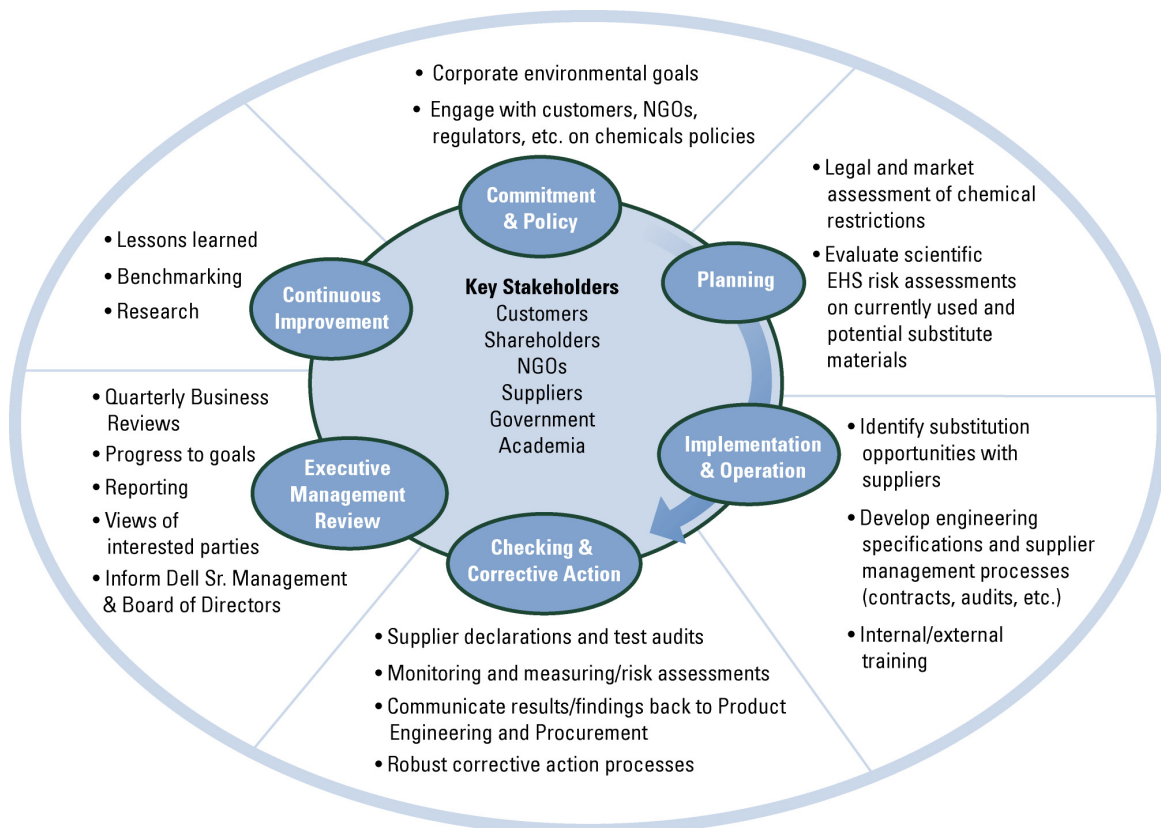 • Corporate environmental goals
• Engage with customers, NGOs,
regulators, etc. on chemicals policies
Commitment
& Policy
• Legal and market
assessment of chemical
restrictions
• Evaluate scientific
EHS risk assessments
on currently used and
potential substitute
materials
Planning
• Identify substitution
opportunities with
suppliers
• Develop engineering
specifications and supplier
management processes
(contracts, audits, etc.)
• Internal/external
training
Implementation
& Operation
Checking &
Corrective Action
• Supplier declarations and test audits
• Monitoring and measuring/risk assessments
• Communicate results/findings back to Product
Engineering and Procurement
• Robust corrective action processes
Executive
Management
Review
• Quarterly Business
Reviews
• Progress to goals
• Reporting
• Views of
interested parties
• Inform Dell Sr. Management
& Board of Directors
Continuous
Improvement
• Lessons learned
• Benchmarking
• Research
Key Stakeholders
Customers
Shareholders
NGOs
Suppliers
Government
Academia